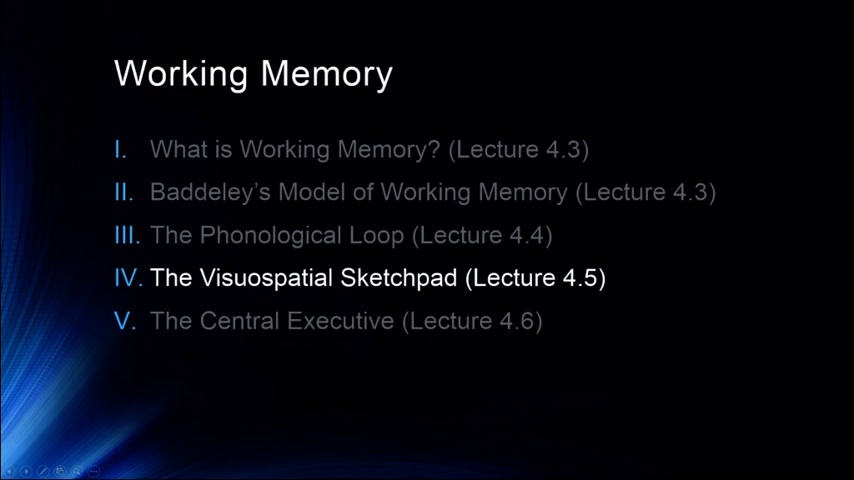 Working Memory
I. What is Working Memory? (Lecture 4.3)
II. Baddeley's Model of Working Memory (Lecture 4.3)
III. The Phonological Loop (Lecture 4.4)
IV. The Visuospatial Sketchpad (Lecture 4.5)
V. The Central Executive (Lecture 4.6)